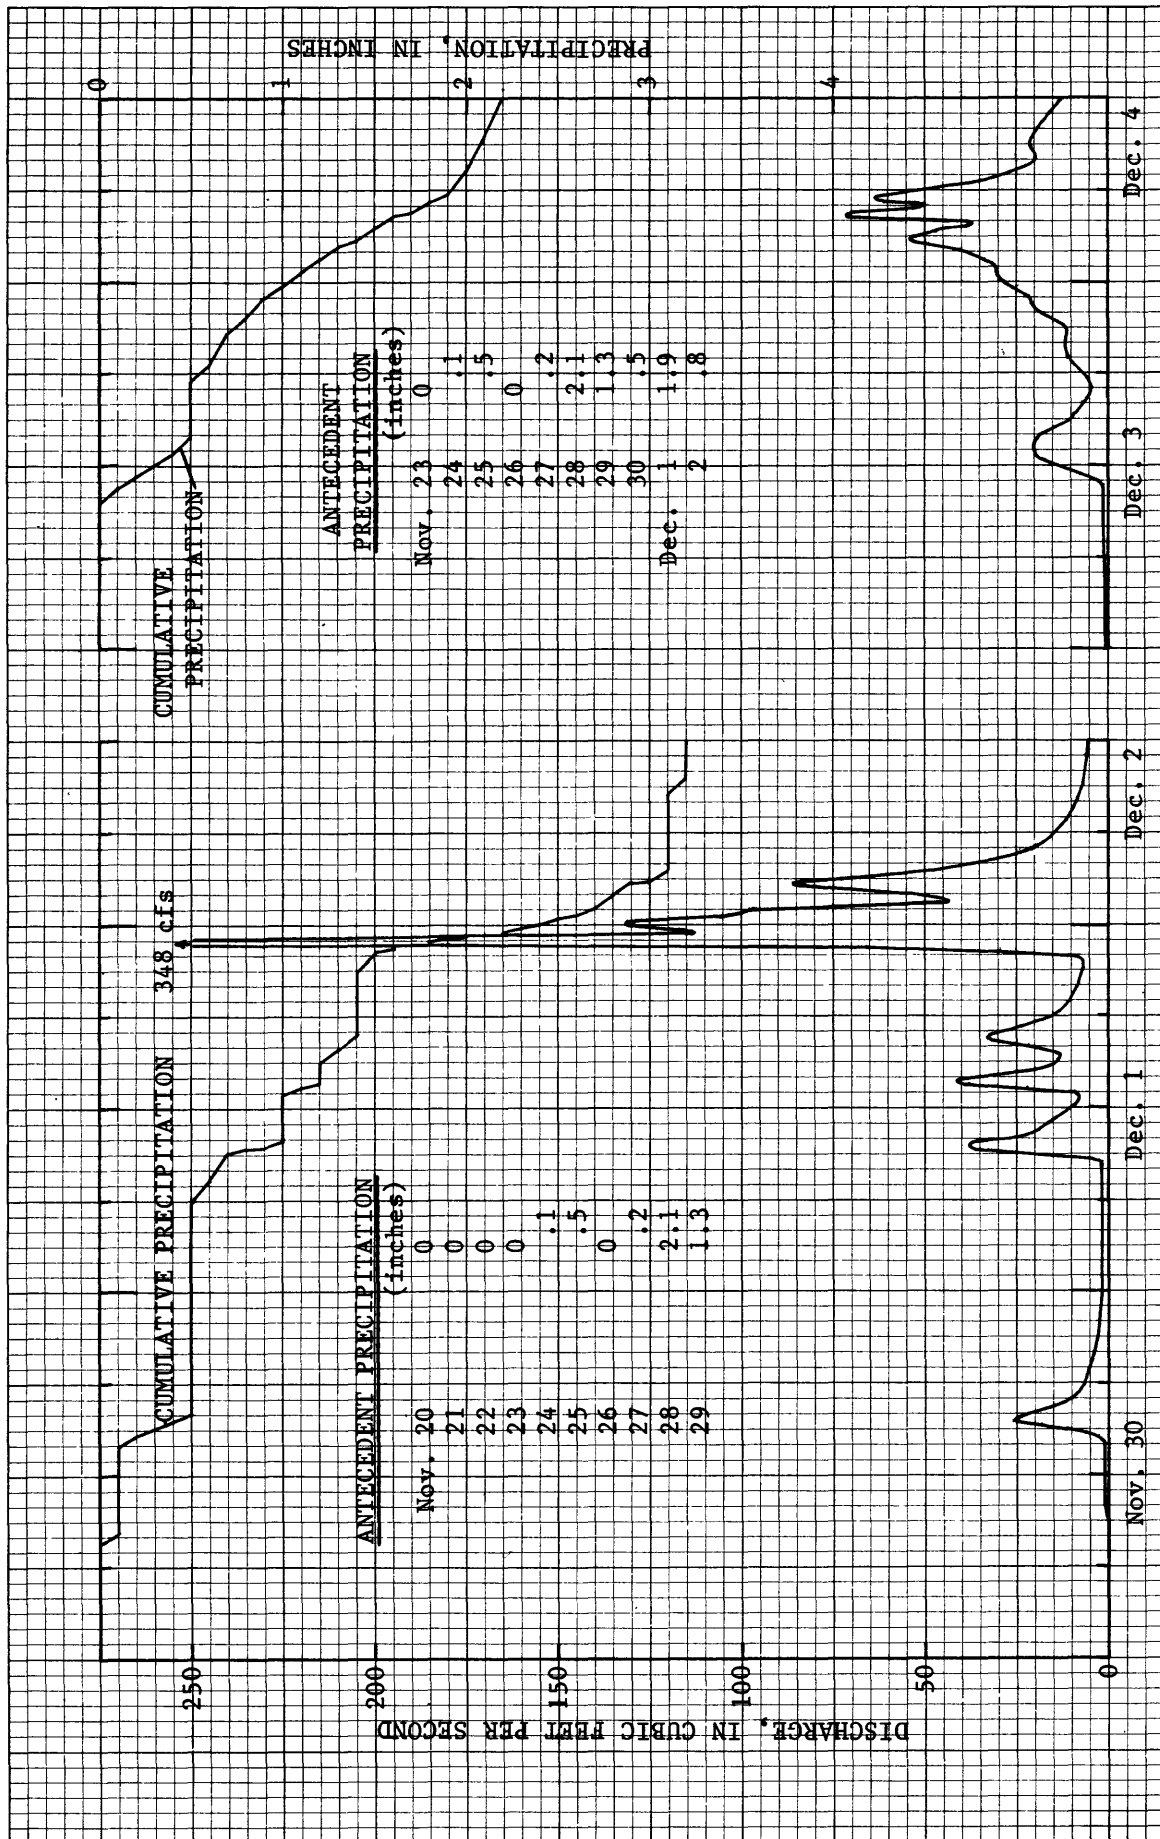 CUMULATIVE PRECIPITATION
348 cfs
CUMULATIVE
PRECIPITATION
ANTECEDENT PRECIPITATION
(inches)
Nov. 20 0
21 0
22 0
23 0
24 .1
25 .5
26 0
27 .2
28 2.1
29 1.3
ANTECEDENT
PRECIPITATION
(inches)
Nov. 23 0
24 .1
25 .5
26 0
27 .2
28 2.1
29 1.3
30 .5
Dec. 1 1.9
2 .8
DISCHARGE, IN CUBIC FEET PER SECOND
250
200
150
100
50
0
PRECIPITATION, IN INCHES
0
1
2
3
4
Nov. 30
Dec. 1
Dec. 2
Dec. 3
Dec. 4